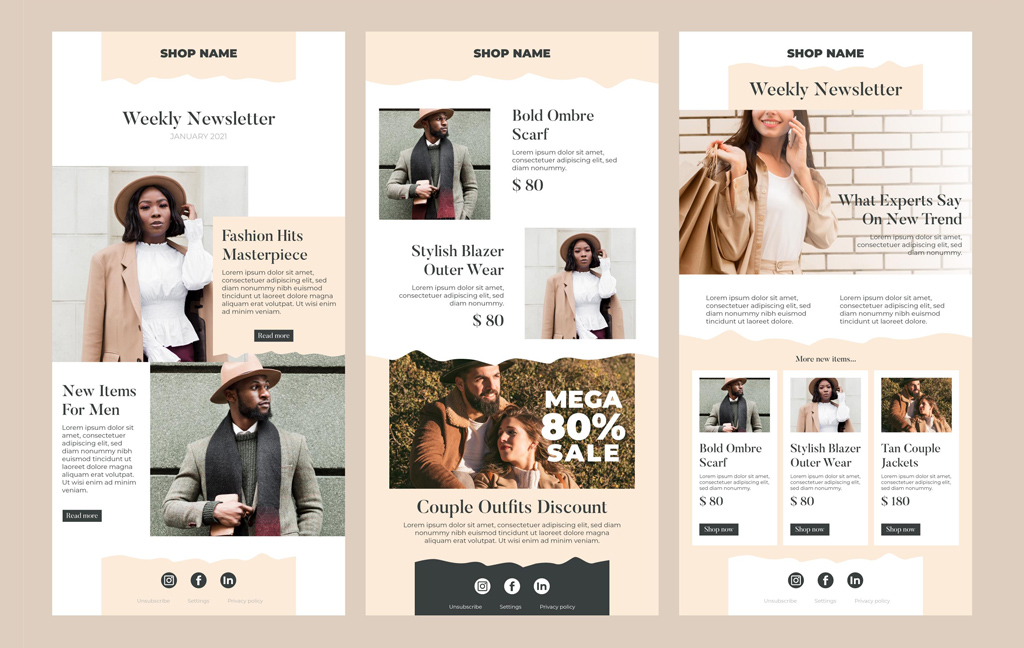 SHOP NAME
Weekly Newsletter
JANUARY 2021
Fashion Hits
Masterpiece
Lorem ipsum dolor sit amet,
consectetuer adipiscing elit, sed
diam nonummy nibh euismod
tincidunt ut laoreet dolore magna
aliquam erat volutpat. Ut wisi enim
ad minim.
Read more
New Items
For Men
Lorem ipsum dolor sit
amet, consectetuer
adipiscing elit, sed
diam nonummy nibh
euismod tincidunt ut
laoreet dolore magna
aliquam erat volutpat.
Ut wisi enim ad minim
veniam.
Read more
Unsubscribe
Settings
Privacy policy
SHOP NAME
Bold Ombre
Scarf
Lorem ipsum dolor sit amet,
consectetuer adipiscing elit, sed
diam nonummy.
$ 80
Stylish Blazer
Outer Wear
Lorem ipsum dolor sit amet,
consectetuer adipiscing elit, sed
diam nonummy.
$ 80
MEGA
80%
SALE
Couple Outfits Discount
Lorem ipsum dolor sit amet, consectetuer adipiscing elit, sed diam
nonummy nibh euismod tincidunt ut laoreet dolore magna
aliquam erat volutpat. Ut wisi enim ad minim.
Unsubscribe
Settings
Privacy policy
SHOP NAME
Weekly Newsletter
What Experts Say
On New Trend
Lorem ipsum dolor sit amet,
consectetuer adipiscing elit, sed
diam nonummy.
Lorem ipsum dolor sit amet,
consectetuer adipiscing elit, sed
diam nonummy nibh euismod
tincidunt ut laoreet dolore.
Lorem ipsum dolor sit amet,
consectetuer adipiscing elit, sed
diam nonummy nibh euismod
tincidunt ut laoreet dolore.
More new items...
Bold Ombre
Scarf
Lorem ipsum dolor sit amet,
consectetuer adipiscing elit,
sed diam nonummy.
$ 80
Shop now
Stylish Blazer
Outer Wear
Lorem ipsum dolor sit amet,
consectetuer adipiscing elit,
sed diam nonummy.
$ 80
Shop now
Tan Couple
Jackets
Lorem ipsum dolor sit amet,
consectetuer adipiscing elit,
sed diam nonummy.
$ 180
Shop now
Unsubscribe
Settings
Privacy policy